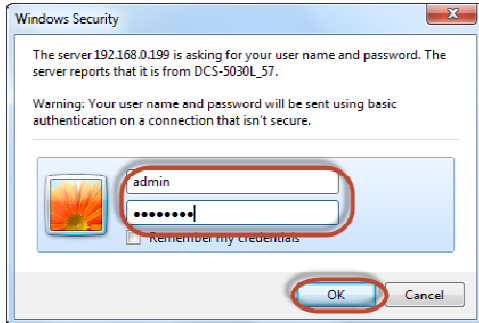 Windows Security
The server 192.168.0.199 is asking for your user name and password. The
server reports that it is from DCS-5030L_57.
Warning: Your user name and password will be sent using basic
authentication on a connection that isn't secure.
admin
••••••••
Remember my credentials
OK
Cancel